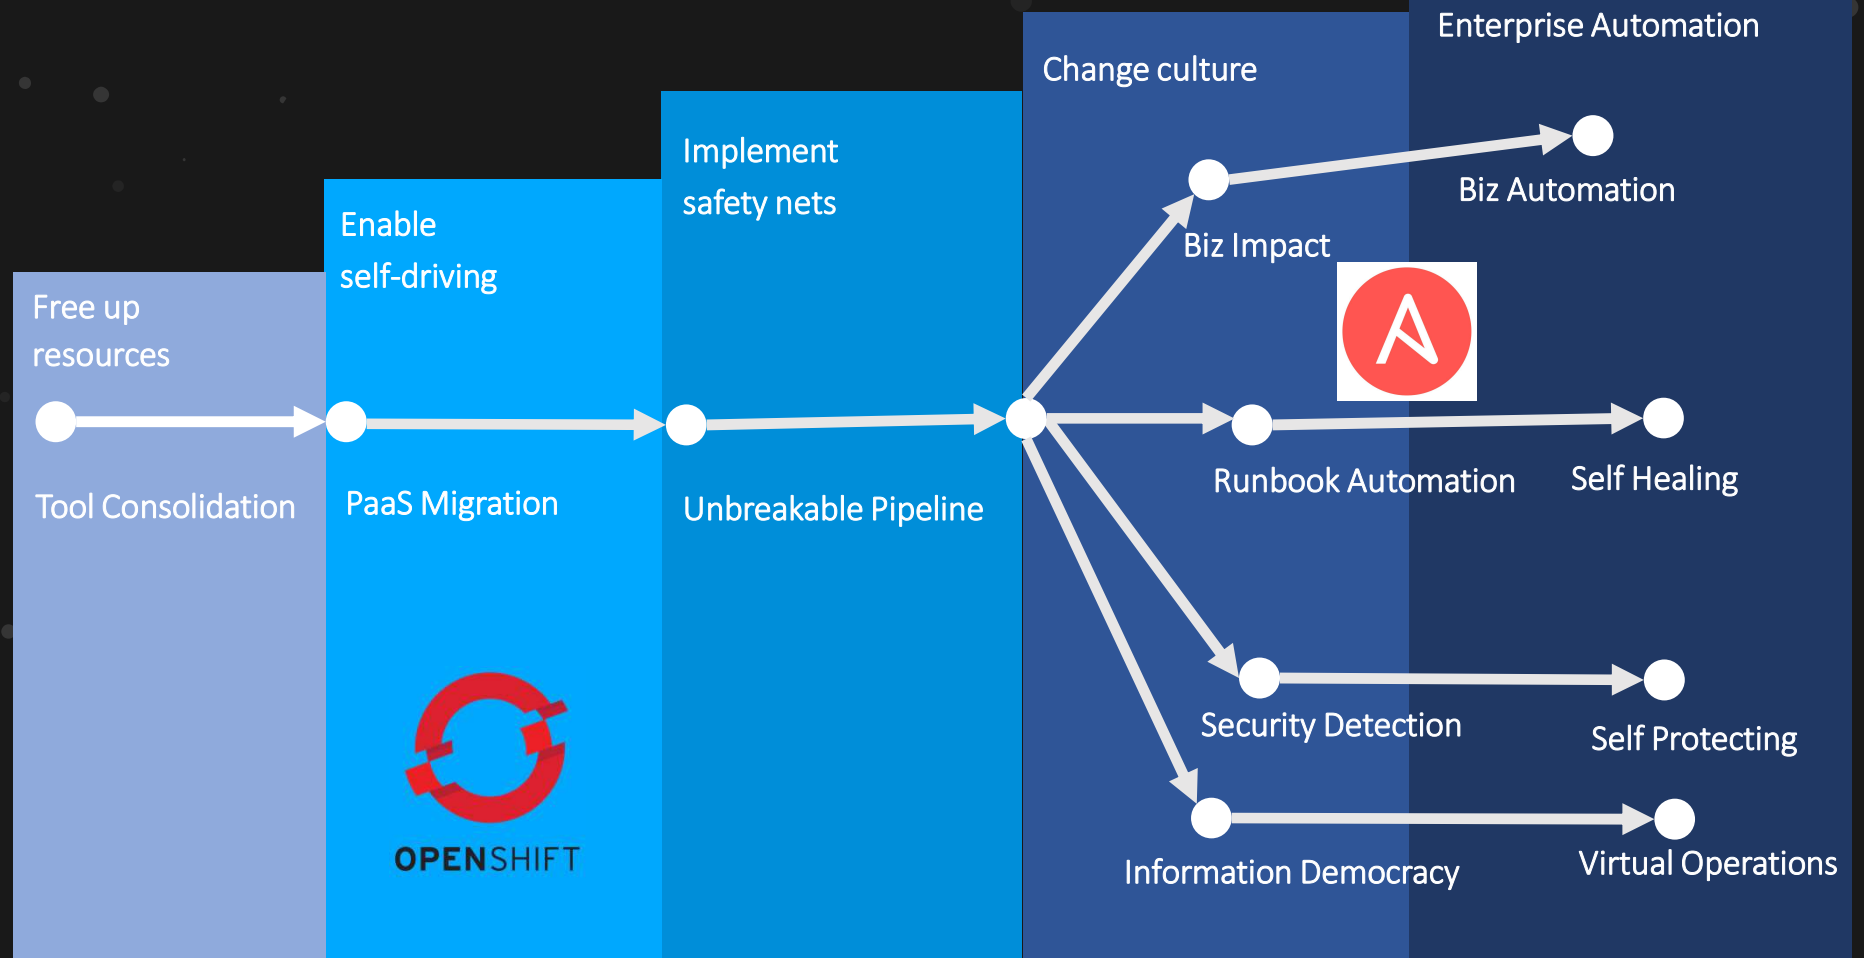 Free up
resources
Tool Consolidation
Enable
self-driving
PaaS Migration
OPENSHIFT
Implement
safety nets
Unbreakable Pipeline
Change culture
Biz Impact
Runbook Automation
Security Detection
Information Democracy
Enterprise Automation
Biz Automation
Self Healing
Self Protecting
Virtual Operations